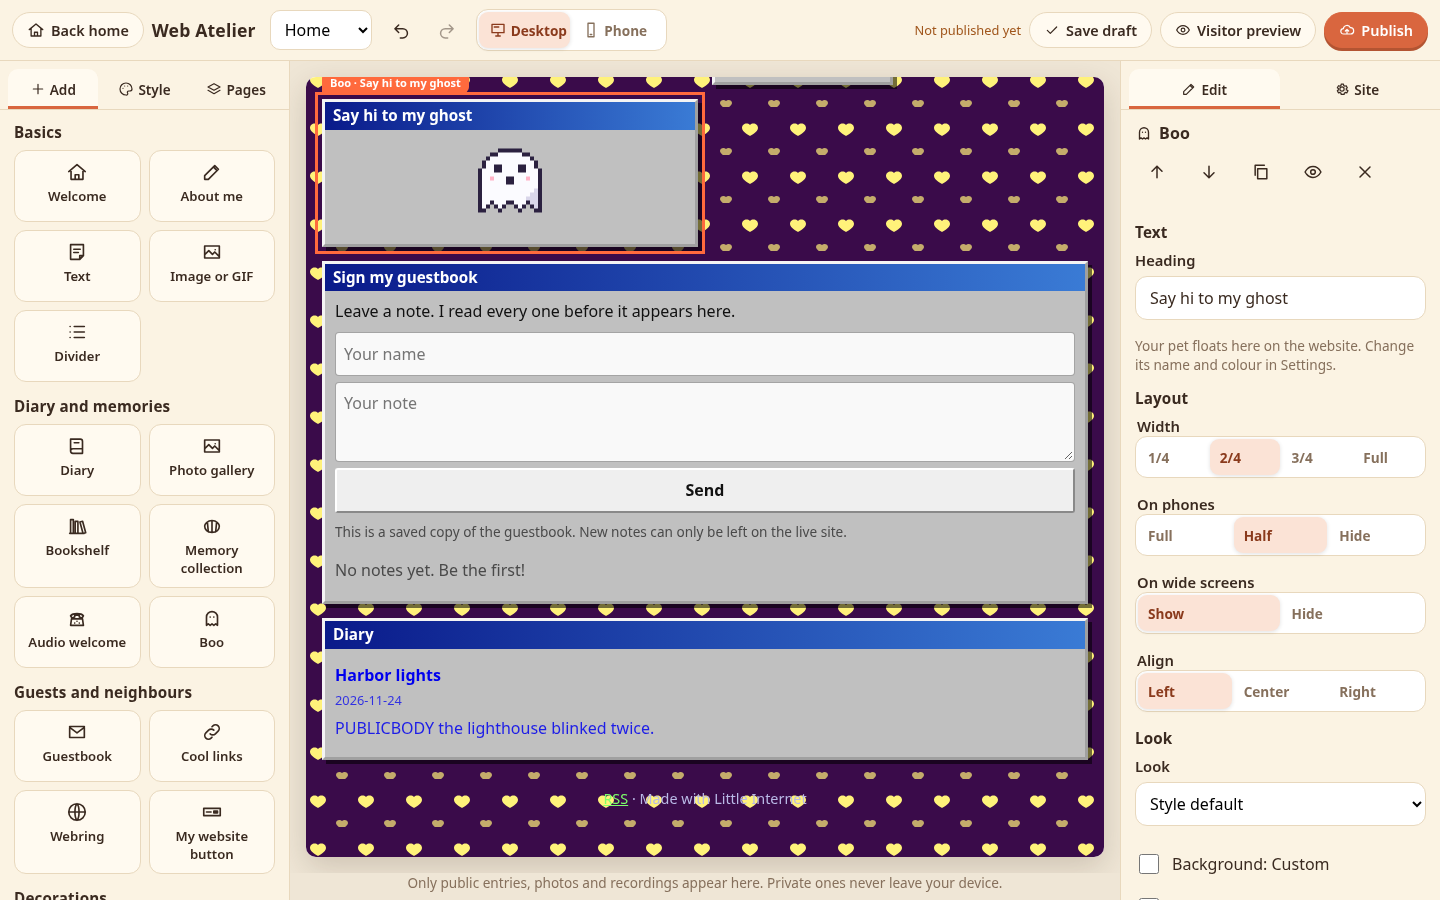 Back home
Web Atelier
Home
Desktop
Phone
Not published yet
Save draft
Visitor preview
Publish
Add
Style
Pages
Basics
Welcome
About me
Text
Image or GIF
Divider
Diary and memories
Diary
Photo gallery
Bookshelf
Memory
collection
Audio welcome
Boo
Guests and neighbours
Guestbook
Cool links
Webring
My website
button
Decorations
Boo · Say hi to my ghost
Say hi to my ghost
Sign my guestbook
Leave a note. I read every one before it appears here.
Your name
Your note
Send
This is a saved copy of the guestbook. New notes can only be left on the live site.
No notes yet. Be the first!
Diary
Harbor lights
2026-11-24
PUBLICBODY the lighthouse blinked twice.
RSS · Made with Little Internet
Only public entries, photos and recordings appear here. Private ones never leave your device.
Edit
Site
Boo
Text
Heading
Say hi to my ghost
Your pet floats here on the website. Change
its name and colour in Settings.
Layout
Width
1/4
2/4
3/4
Full
On phones
Full
Half
Hide
On wide screens
Show
Hide
Align
Left
Center
Right
Look
Look
Style default
Background: Custom